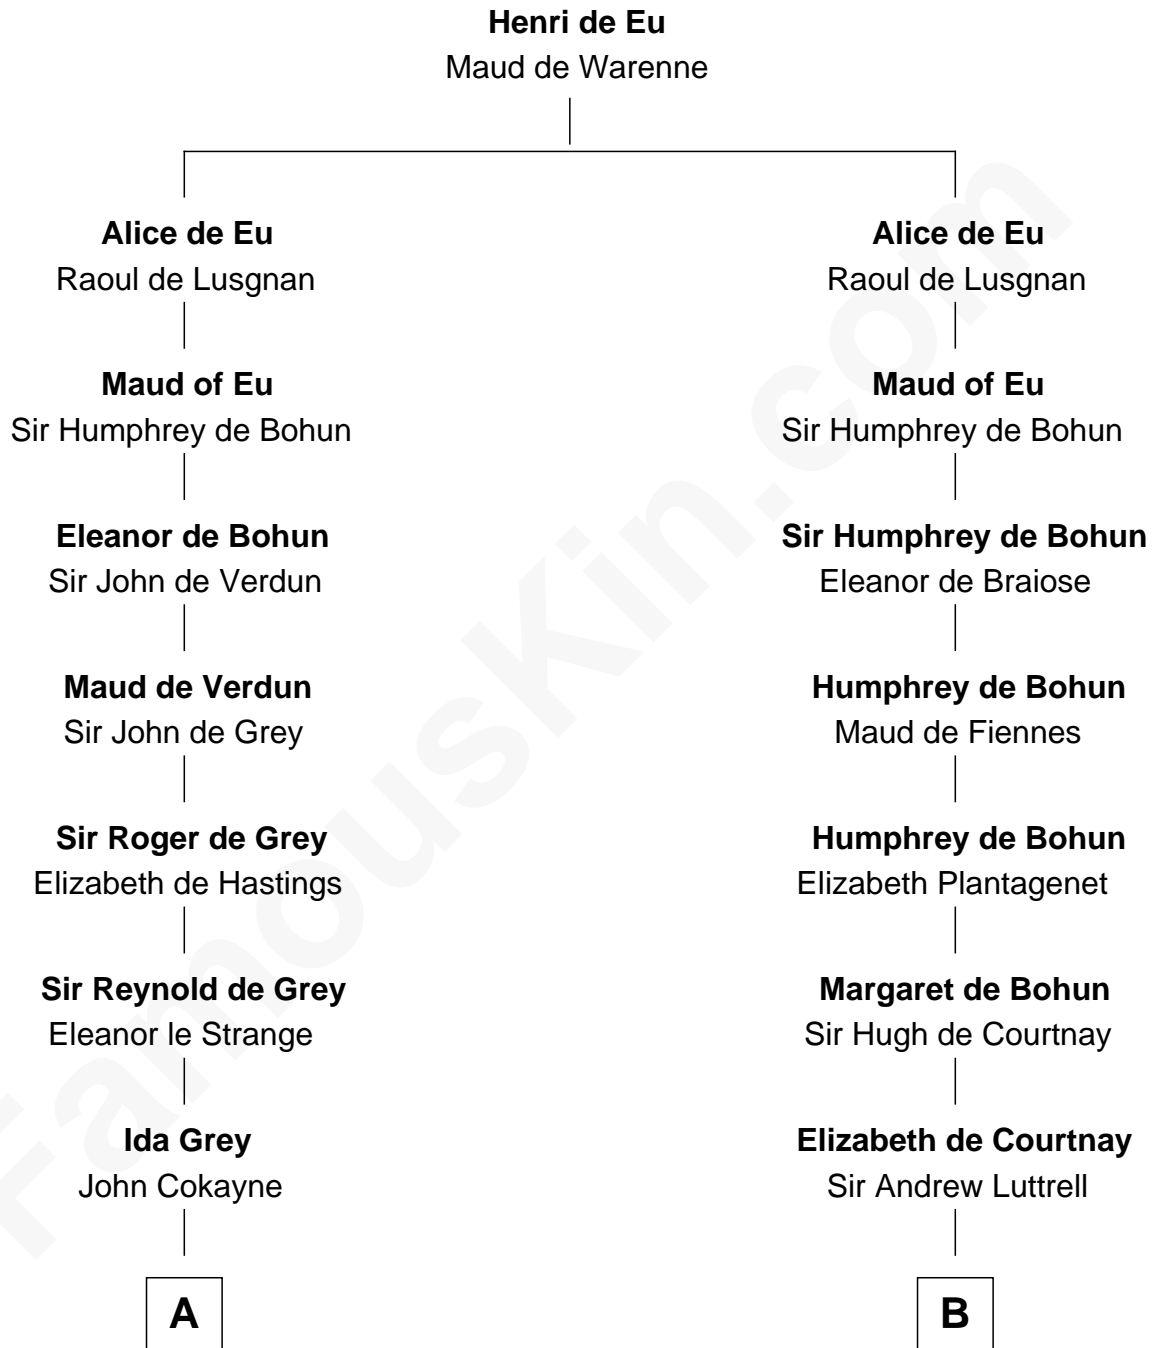 Henri de Eu
Maud de Warenne
Alice de Eu
Raoul de Lusgnan
Maud of Eu
Sir Humphrey de Bohun
Eleanor de Bohun
Sir John de Verdun
Maud de Verdun
Sir John de Grey
Sir Roger de Grey
Elizabeth de Hastings
Sir Reynold de Grey
Eleanor le Strange
Ida Grey
John Cokayne
A
Alice de Eu
Raoul de Lusgnan
Maud of Eu
Sir Humphrey de Bohun
Sir Humphrey de Bohun
Eleanor de Braiose
Humphrey de Bohun
Maud de Fiennes
Humphrey de Bohun
Elizabeth Plantagenet
Margaret de Bohun
Sir Hugh de Courtnay
Elizabeth de Courtnay
Sir Andrew Luttrell
B
FamousKin.com